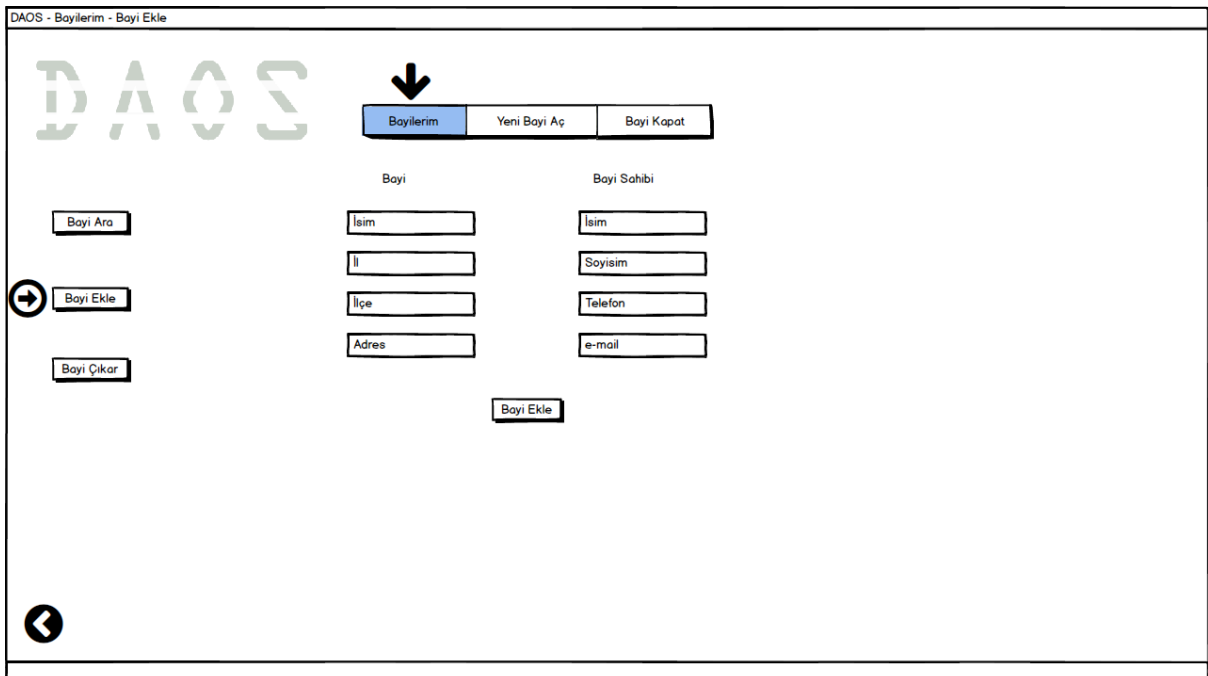 DAOS - Bayilerim - Bayi Ekle
DAOS
Bayilerim
Yeni Bayi Aç
Bayi Kapat
Bayi
Bayi Sahibi
Bayi Ara
İsim
İsim
İl
Soyisim
Bayi Ekle
İlçe
Telefon
Adres
e-mail
Bayi Çıkar
Bayi Ekle